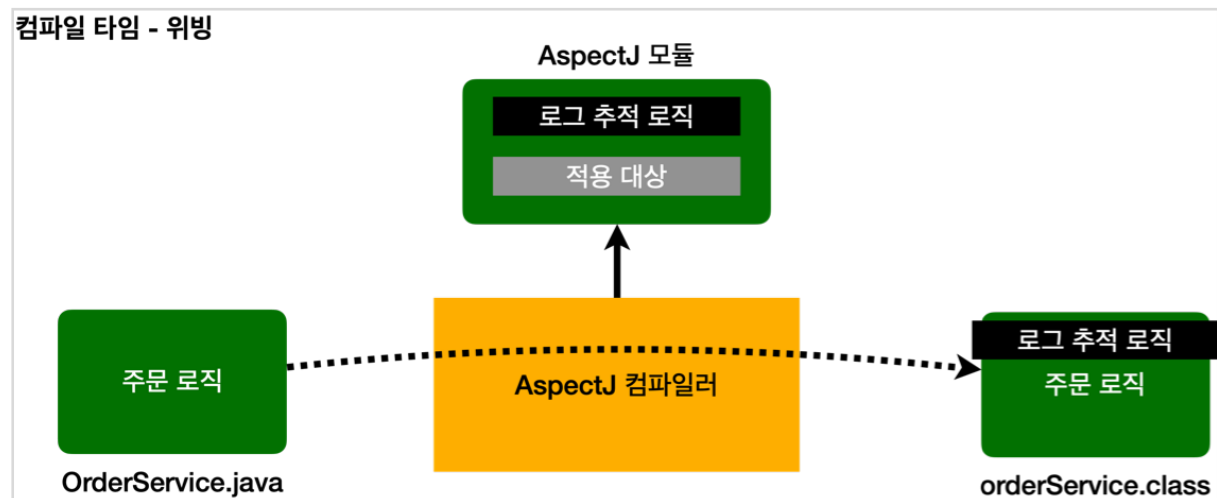 컴파일 타임 - 위빙
AspectJ 모듈
로그 추적 로직
적용 대상
주문 로직
OrderService.java
AspectJ 컴파일러
로그 추적 로직
주문 로직
orderService.class